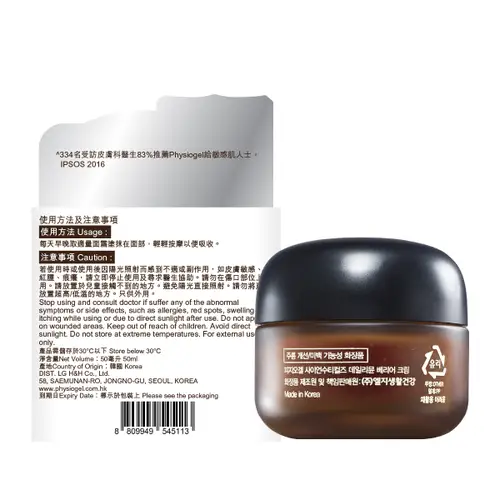 ^334名受訪皮膚科醫生83%推薦Physiogel給敏感肌人士。
IPSOS 2016
使用方法及注意事項
使用方法 Usage :
每天早晚取適量面霜塗抹在面部，輕輕按摩以便吸收。
注意事項 Caution :
若使用時或使用後因陽光照射而感到不適或副作用，如皮膚敏感、
紅腫、痕癢，請立即停止使用及尋求醫生協助。請勿在傷口部位上
用。請放置於兒童接觸不到的地方。避免陽光直接照射。請勿將
放置超高/低溫的地方。只供外用。
Stop using and consult doctor if suffer any of the abnormal
symptoms or side effects, such as allergies, red spots, swelling
itching while using or due to direct sunlight after use. Do not ap
on wounded areas. Keep out of reach of children. Avoid direct
sunlight. Do not store at extreme temperatures. For external us
only.
產品需儲存於30°C以下 Store below 30°C
淨含量Net Volume : 50毫升 50ml
產地Country of Origin : 韓國 Korea
DIST. LG H&H Co., Ltd.
58, SAEMUNAN-RO, JONGNO-GU, SEOUL, KOREA
www.physiogel.com.hk
到期日Expiry Date : 標示於包裝上 Please see the packaging
8 809949 545113
주름 개선/미백 기능성 화장품
피지오겔 사이언수티컬즈 데일리뮨 베리어 크림
화장품 제조원 및 책임판매원: (주)엘지생활건강
Made in Korea
유리
뚜껑:OTHER
재활용 어려움